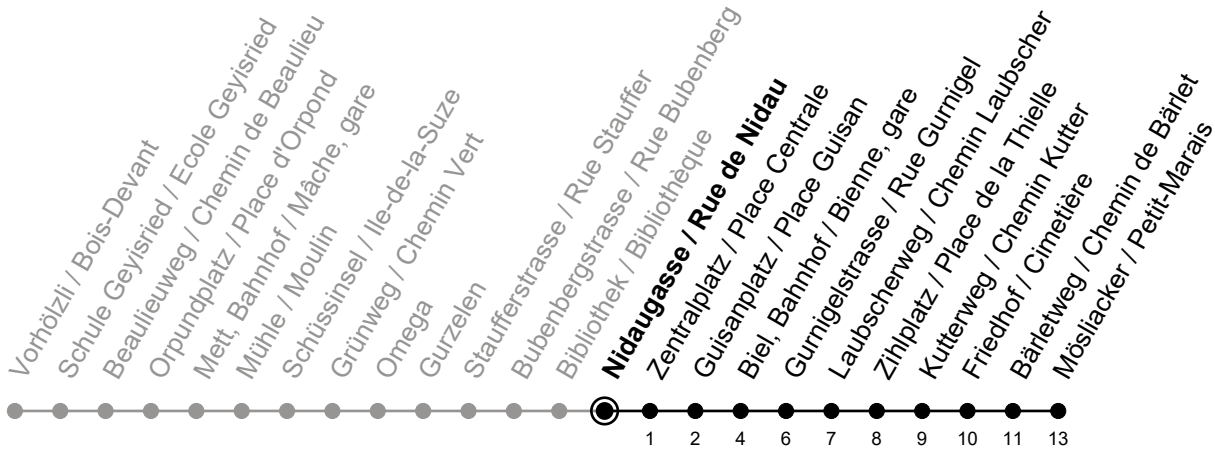 Vorhölzli / Bois-Devant
Schule Geyisried / Ecole Geyisried
Beaulieuweg / Chemin de Beaulieu
Orpundplatz / Place d'Orpond
Mett, Bahnhof / Mâche, gare
Mühle / Moulin
Schüssinsel / Ile-de-la-Suze
Grünweg / Chemin Vert
Omega
Gurzelen
Staufferstrasse / Rue Stauffer
Bubenbergstrasse / Rue Bubenberg
Bibliothek / Bibliothèque
Nidaugasse / Rue de Nidau
Zentralplatz / Place Centrale
Guisanplatz / Place Guisan
Biel, Bahnhof / Bienne, gare
Gurnigelstrasse / Rue Gurnigel
Laubscherweg / Chemin Laubscher
Zihlplatz / Place de la Thielle
Kutterweg / Chemin Kutter
Friedhof / Cimetière
Bärletweg / Chemin de Bärlet
Mösliacker / Petit-Marais
1 2 4 6 7 8 9 10 11 13